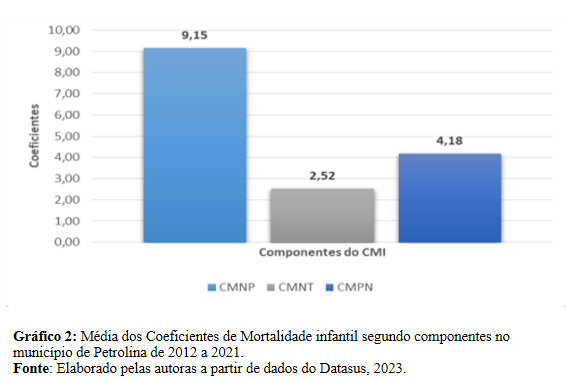 10,00
9,15
9,00
8,00
7,00
6,00
5,00
4,18
4,00
3,00
2,52
2,00
1,00
0,00
Coeficientes
Componentes do CMI
CMNP CMNT CMPN
Gráfico 2: Média dos Coeficientes de Mortalidade infantil segundo componentes no
município de Petrolina de 2012 a 2021.
Fonte: Elaborado pelas autoras a partir de dados do Datasus, 2023.